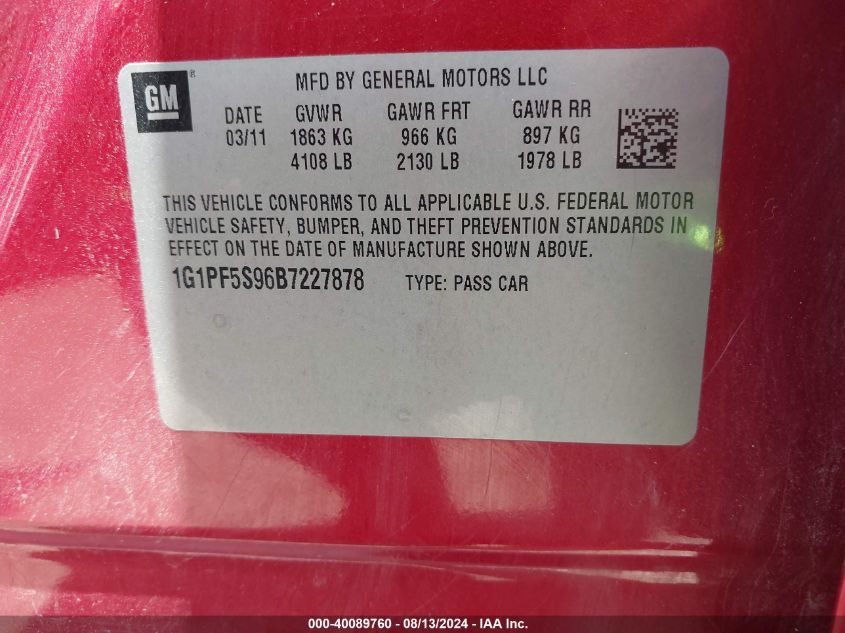 GM ®
MFD BY GENERAL MOTORS LLC
DATE GVWR GAWR FRT GAWR RR
03/11 1863 KG 966 KG 897 KG
4108 LB 2130 LB 1978 LB
THIS VEHICLE CONFORMS TO ALL APPLICABLE U.S. FEDERAL MOTOR
VEHICLE SAFETY, BUMPER, AND THEFT PREVENTION STANDARDS IN
EFFECT ON THE DATE OF MANUFACTURE SHOWN ABOVE.
1G1PF5S96B7227878 TYPE: PASS CAR
000-40089760 - 08/13/2024 - IAA Inc.